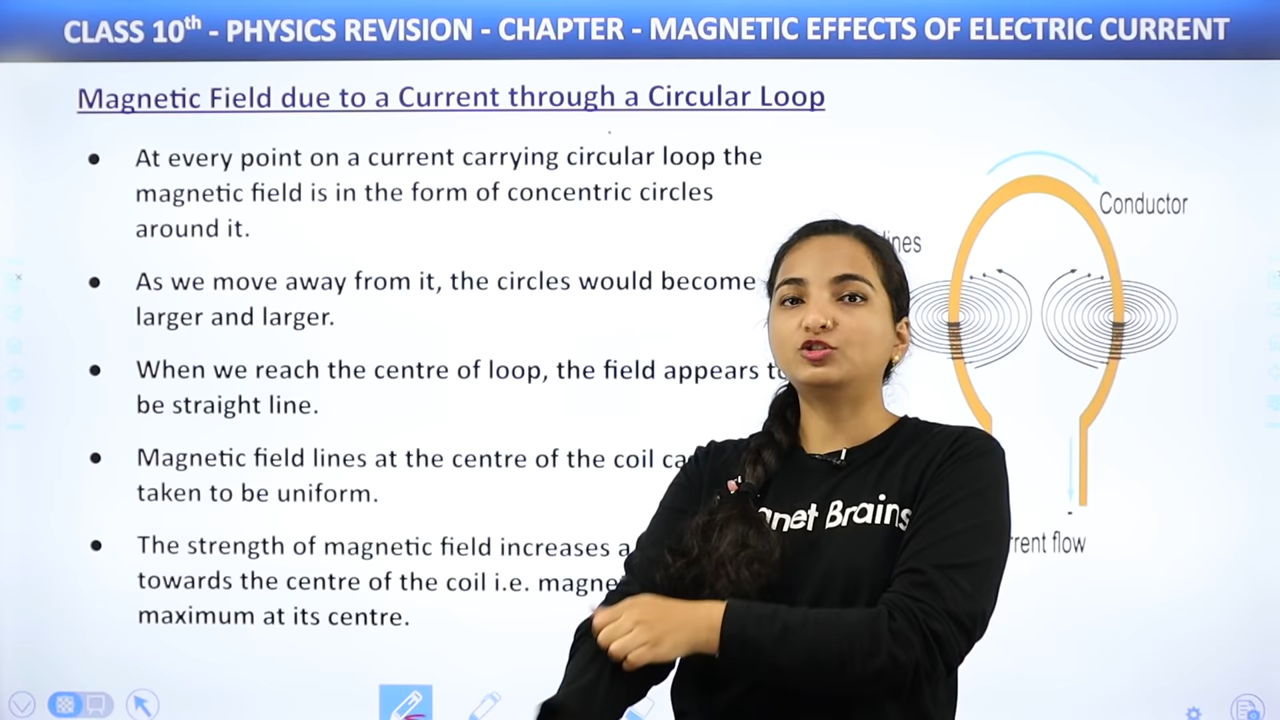 CLASS 10th - PHYSICS REVISION - CHAPTER - MAGNETIC EFFECTS OF ELECTRIC CURRENT
Magnetic Field due to a Current through a Circular Loop
● At every point on a current carrying circular loop the
magnetic field is in the form of concentric circles
around it.
● As we move away from it, the circles would become
larger and larger.
● When we reach the centre of loop, the field appears
be straight line.
● Magnetic field lines at the centre of the coil
taken to be uniform.
● The strength of magnetic field increases
towards the centre of the coil i.e.
maximum at its centre.
Conductor
flow
Brains